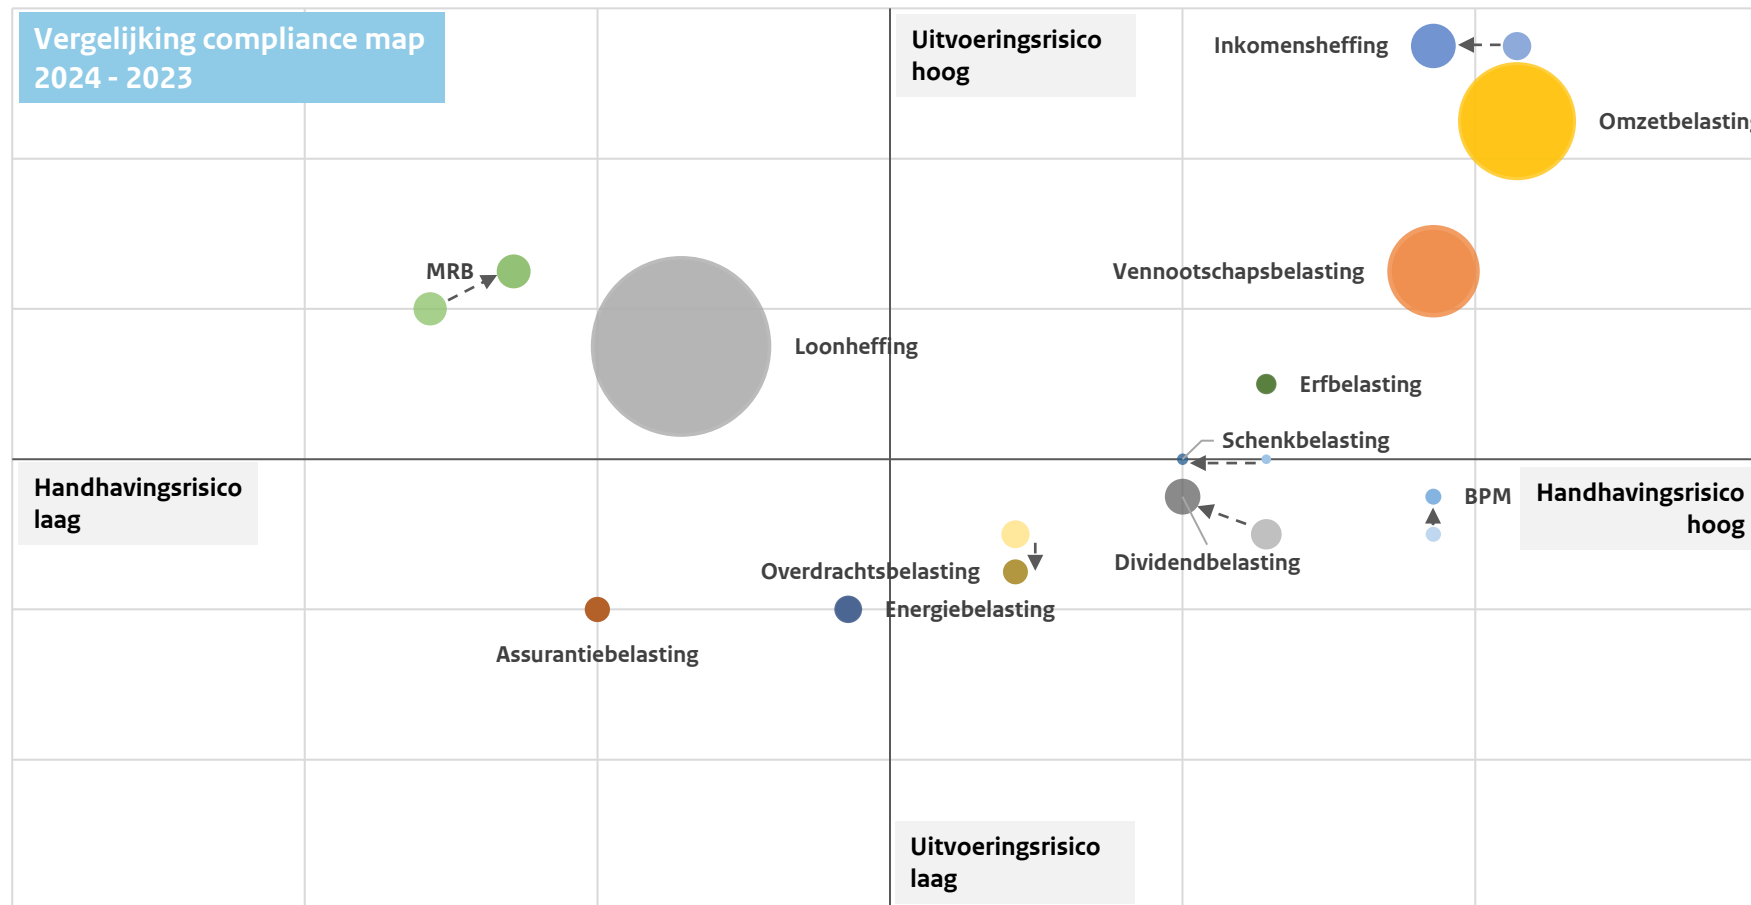 Vergelijking compliance map
2024 - 2023
Uitvoeringsrisico
hoog
Inkomensheffing
Omzetbelasting
MRB
Vennootschapsbelasting
Loonheffing
Erfbelasting
Schenkbelasting
Handhavingsrisico
laag
BPM
Handhavingsrisico
hoog
Dividendbelasting
Overdrachtsbelasting
Energiebelasting
Assurantiebelasting
Uitvoeringsrisico
laag